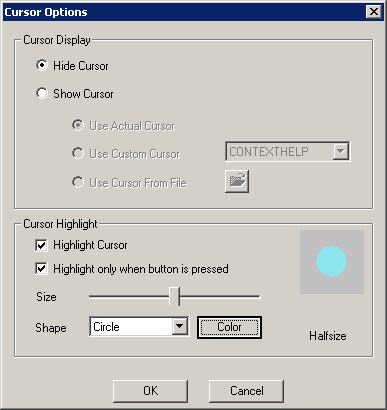 Cursor Options
Cursor Display
Hide Cursor
Show Cursor
Use Actual Cursor
Use Custom Cursor CONTEXTHELP
Use Cursor From File
Cursor Highlight
Highlight Cursor
Highlight only when button is pressed
Size
Shape Circle Color
Halfsize
OK Cancel